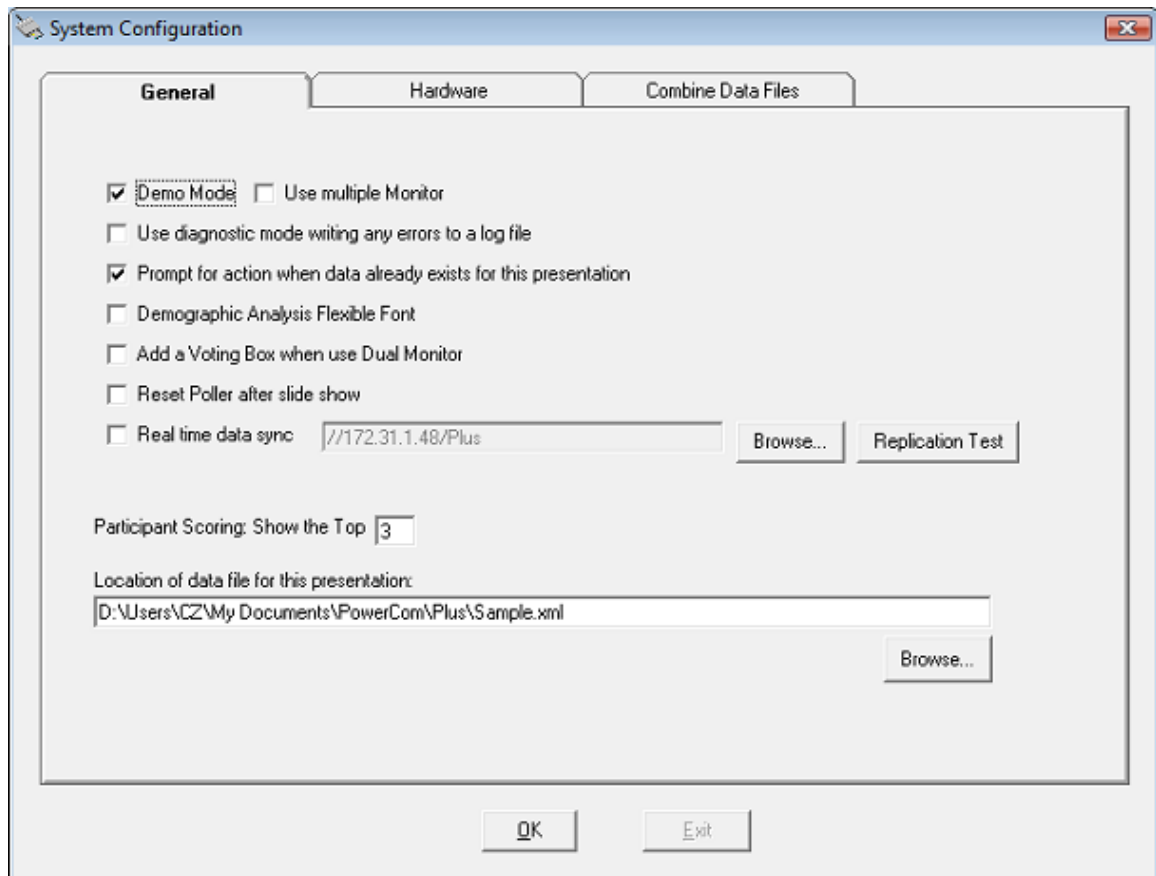 System Configuration
General Hardware Combine Data Files
Demo Mode Use multiple Monitor
Use diagnostic mode writing any errors to a log file
Prompt for action when data already exists for this presentation
Demographic Analysis Flexible Font
Add a Voting Box when use Dual Monitor
Reset Poller after slide show
Real time data sync //172.31.1.48/Plus Browse... Replication Test
Participant Scoring: Show the Top 3
Location of data file for this presentation:
D:\Users\CZ\My Documents\PowerCom\Plus\Sample.xml
Browse...
OK Exit